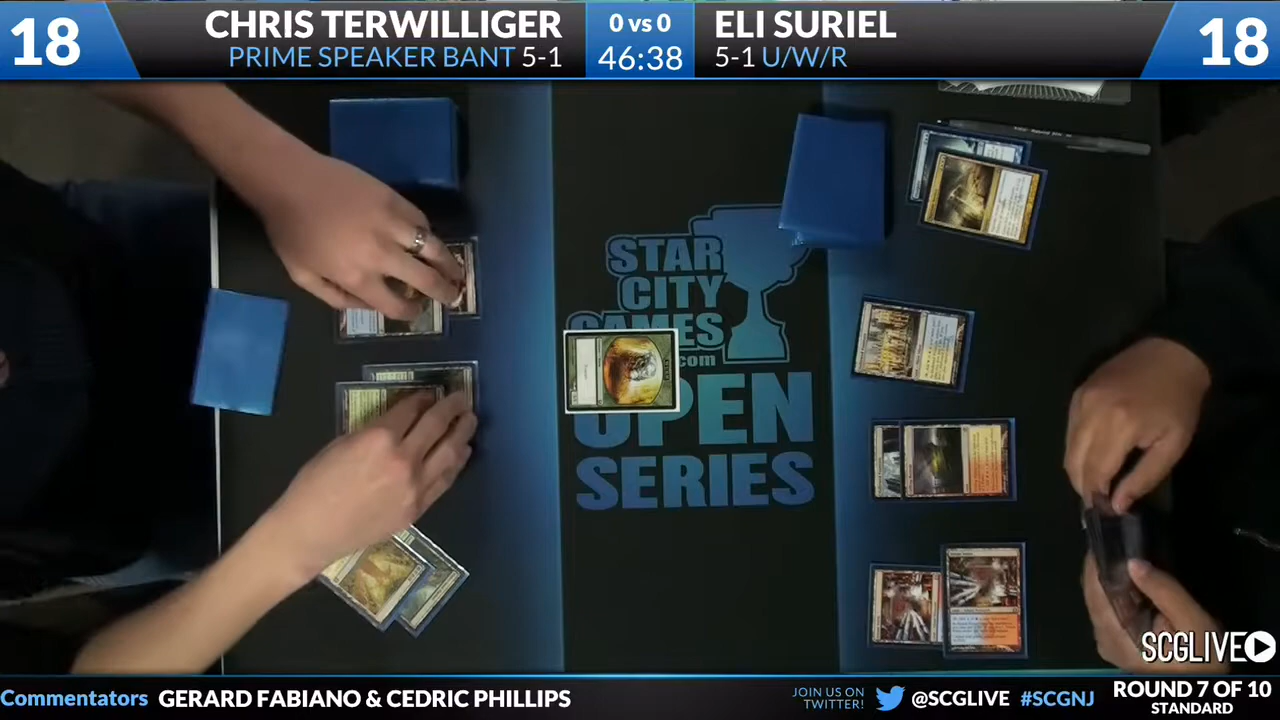 18
CHRIS TERWILLIGER
PRIME SPEAKER BANT 5-1
0 vs 0
46:38
ELI SURIEL
5-1 U/W/R
18
STAR
CITY
GAMES
.com
OPEN
SERIES
SCGLIVE
Commentators GERARD FABIANO & CEDRIC PHILLIPS
JOIN US ON
TWITTER!
@SCGLIVE #SCGNJ
ROUND 7 OF 10
STANDARD